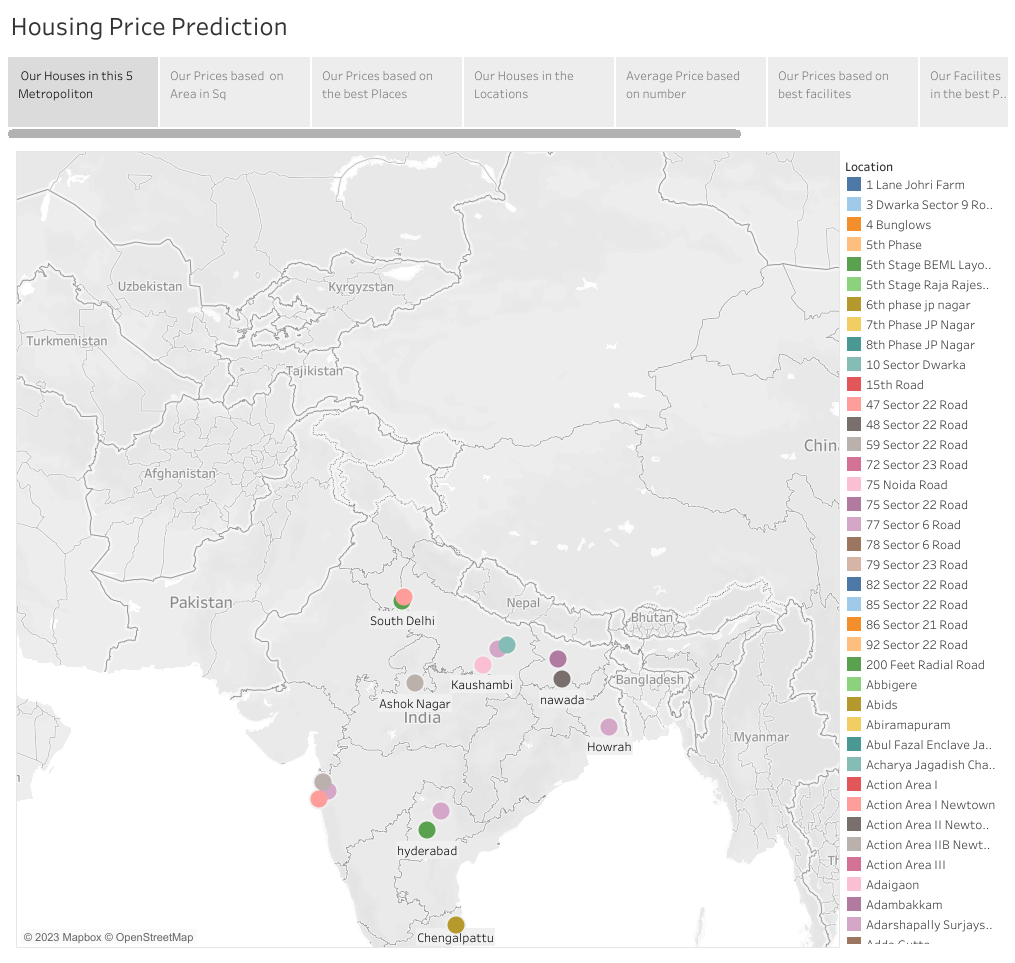 Housing Price Prediction
Our Houses in this 5
Metropoliton
Our Prices based on
Area in Sq
Our Prices based on
the best Places
Our Houses in the
Locations
Average Price based
on number
Our Prices based on
best facilites
Our Facilites
in the best P..
Location
1 Lane Johri Farm
3 Dwarka Sector 9 Ro..
4 Bunglows
5th Phase
5th Stage BEML Layo..
5th Stage Raja Rajes..
6th phase jp nagar
7th Phase JP Nagar
8th Phase JP Nagar
10 Sector Dwarka
15th Road
47 Sector 22 Road
48 Sector 22 Road
59 Sector 22 Road
72 Sector 23 Road
75 Noida Road
75 Sector 22 Road
77 Sector 6 Road
78 Sector 6 Road
79 Sector 23 Road
82 Sector 22 Road
85 Sector 22 Road
86 Sector 21 Road
92 Sector 22 Road
200 Feet Radial Road
Abbigere
Abids
Abiramapuram
Abul Fazal Enclave Ja..
Acharya Jagadish Cha..
Action Area I
Action Area I Newtown
Action Area II Newto..
Action Area IIB Newt..
Action Area III
Adaigaon
Adambakkam
Adarshapally Surjays..
Uzbekistan
Kyrgyzstan
Turkmenistan
Tajikistan
China
Afghanistan
Pakistan
Nepal
Bhutan
South Delhi
Kaushambi
Bangladesh
nawada
Ashok Nagar
India
Myanmar
Howrah
hyderabad
Th
Chengalpattu
© 2023 Mapbox © OpenStreetMap